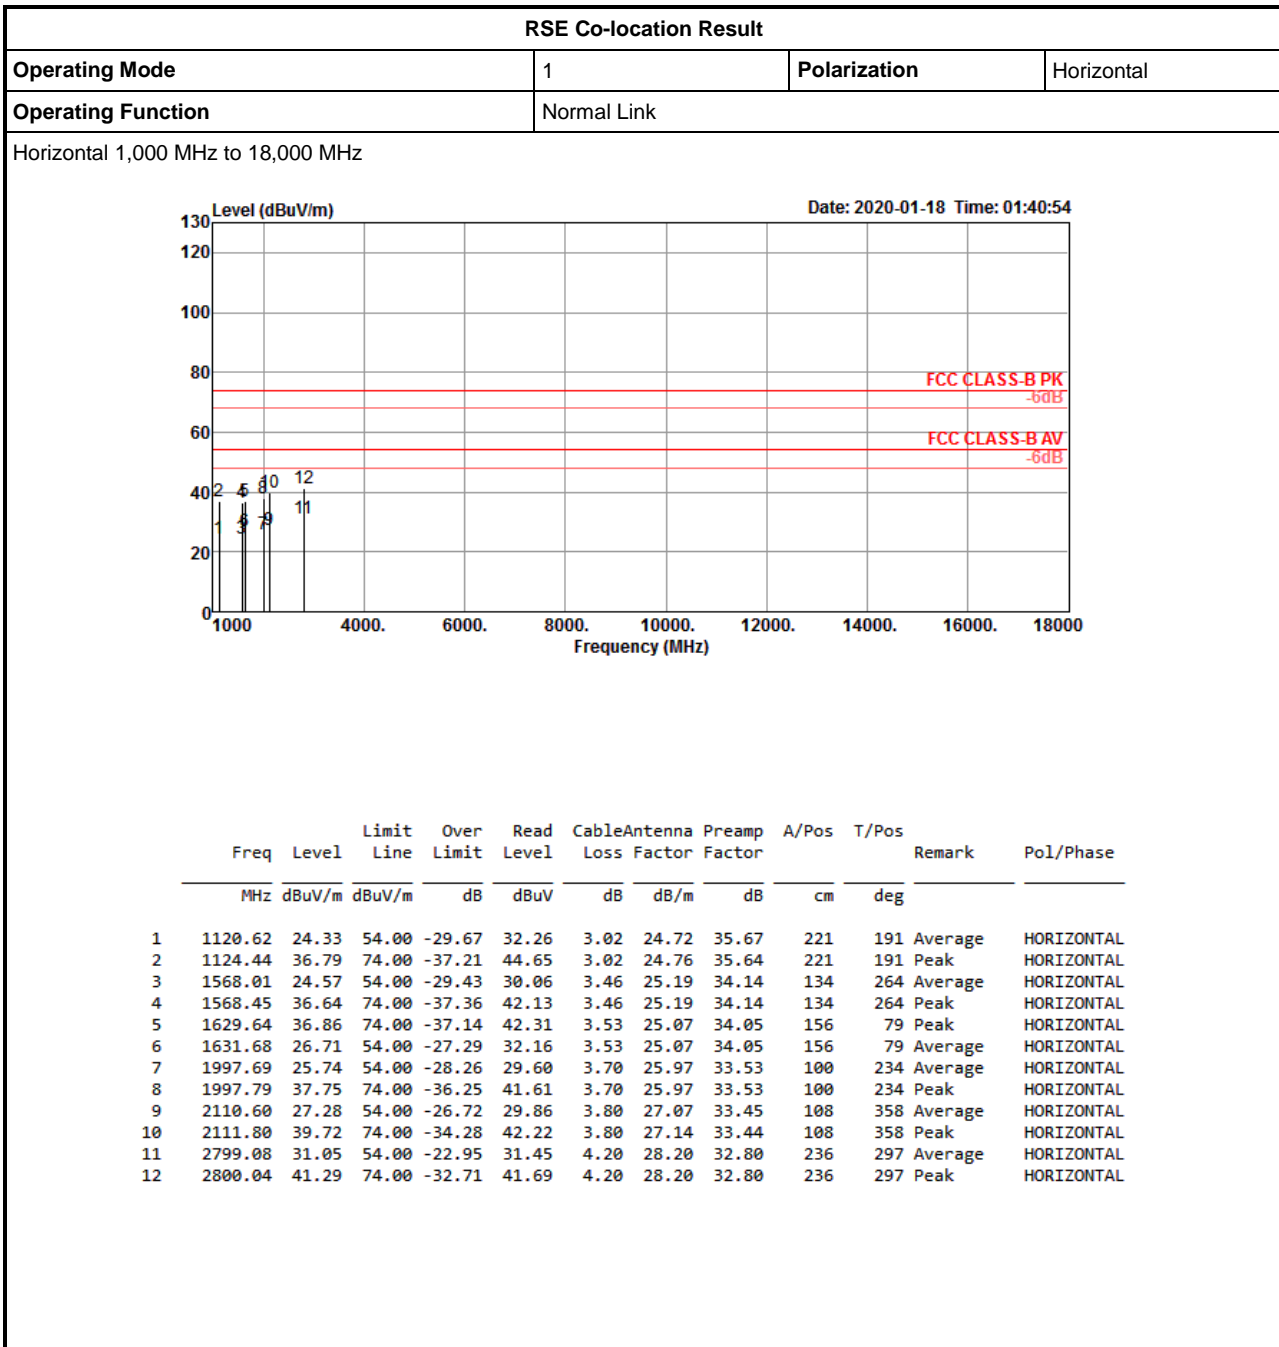 RSE Co-location Result
Operating Mode 1 Polarization Horizontal
Operating Function Normal Link
Horizontal 1,000 MHz to 18,000 MHz
Level (dBuV/m) Date: 2020-01-18 Time: 01:40:54
130
120
100
80
FCC CLASS-B PK
-6dB
60
FCC CLASS-B AV
-6dB
40
2 4 5 8 10 12
1 3 6 7 9 11
20
0
1000 4000. 6000. 8000. 10000. 12000. 14000. 16000. 18000
Frequency (MHz)
Limit Over Read CableAntenna Preamp A/Pos T/Pos
Freq Level Line Limit Level Loss Factor Factor Remark Pol/Phase
MHz dBuV/m dBuV/m dB dBuV dB dB/m dB cm deg
1 1120.62 24.33 54.00 -29.67 32.26 3.02 24.72 35.67 221 191 Average HORIZONTAL
2 1124.44 36.79 74.00 -37.21 44.65 3.02 24.76 35.64 221 191 Peak HORIZONTAL
3 1568.01 24.57 54.00 -29.43 30.06 3.46 25.19 34.14 134 264 Average HORIZONTAL
4 1568.45 36.64 74.00 -37.36 42.13 3.46 25.19 34.14 134 264 Peak HORIZONTAL
5 1629.64 36.86 74.00 -37.14 42.31 3.53 25.07 34.05 156 79 Peak HORIZONTAL
6 1631.68 26.71 54.00 -27.29 32.16 3.53 25.07 34.05 156 79 Average HORIZONTAL
7 1997.69 25.74 54.00 -28.26 29.60 3.70 25.97 33.53 100 234 Average HORIZONTAL
8 1997.79 37.75 74.00 -36.25 41.61 3.70 25.97 33.53 100 234 Peak HORIZONTAL
9 2110.60 27.28 54.00 -26.72 29.86 3.80 27.07 33.45 108 358 Average HORIZONTAL
10 2111.80 39.72 74.00 -34.28 42.22 3.80 27.14 33.44 108 358 Peak HORIZONTAL
11 2799.08 31.05 54.00 -22.95 31.45 4.20 28.20 32.80 236 297 Average HORIZONTAL
12 2800.04 41.29 74.00 -32.71 41.69 4.20 28.20 32.80 236 297 Peak HORIZONTAL